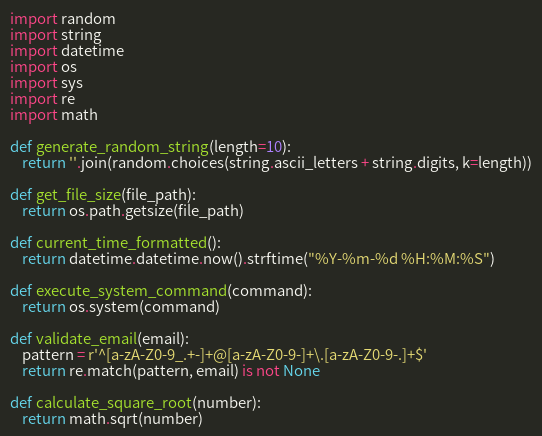 import random
import string
import datetime
import os
import sys
import re
import math

def generate_random_string(length=10):
    return ''.join(random.choices(string.ascii_letters + string.digits, k=length))

def get_file_size(file_path):
    return os.path.getsize(file_path)

def current_time_formatted():
    return datetime.datetime.now().strftime("%Y-%m-%d %H:%M:%S")

def execute_system_command(command):
    return os.system(command)

def validate_email(email):
    pattern = r'^[a-zA-Z0-9_.+-]+@[a-zA-Z0-9-]+\.[a-zA-Z0-9-.]+$'
    return re.match(pattern, email) is not None

def calculate_square_root(number):
    return math.sqrt(number)